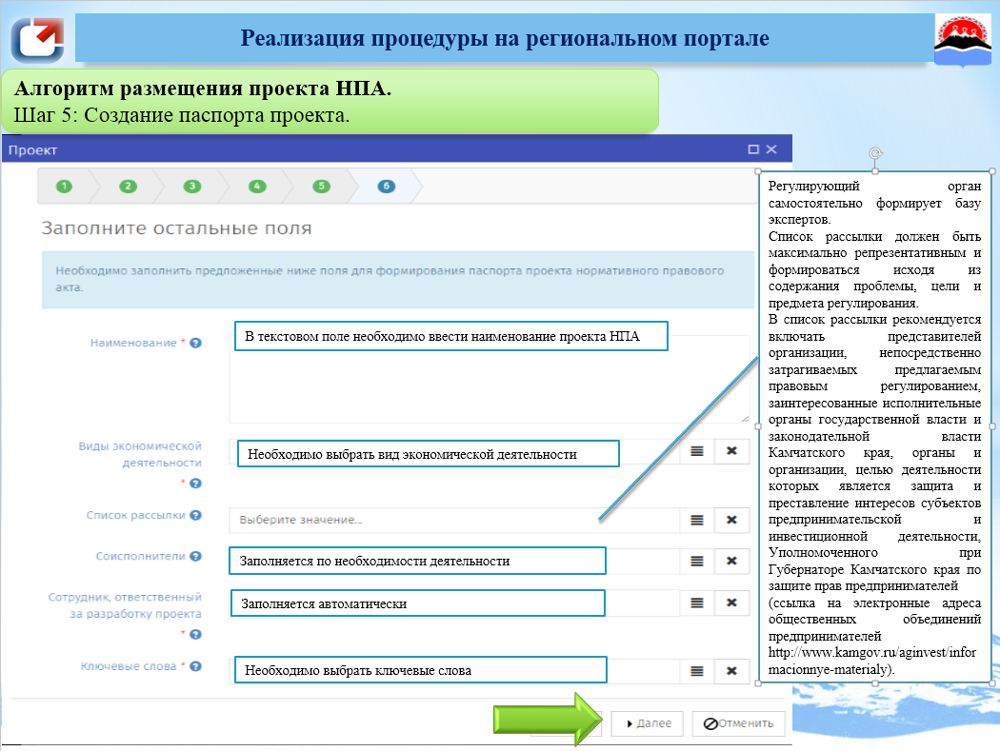 Реализация процедуры на региональном портале
Алгоритм размещения проекта НПА.
Шаг 5: Создание паспорта проекта.
Проект
1 2 3 4 5 6
Заполните остальные поля
Необходимо заполнить предложенные ниже поля для формирования паспорта проекта нормативного правового
акта.
Наименование * ?
В текстовом поле необходимо ввести наименование проекта НПА
Виды экономической
деятельности
* ?
Необходимо выбрать вид экономической деятельности
Список рассылки ?
Выберите значение...
Соисполнители ?
Заполняется по необходимости деятельности
Сотрудник, ответственный
за разработку проекта
* ?
Заполняется автоматически
Ключевые слова * ?
Необходимо выбрать ключевые слова
Далее
Отменить
Регулирующий орган
самостоятельно формирует базу
экспертов.
Список рассылки должен быть
максимально репрезентативным и
формироваться исходя из
содержания проблемы, цели и
предмета регулирования.
В список рассылки рекомендуется
включать представителей
организации, непосредственно
затрагиваемых предлагаемым
правовым регулированием,
заинтересованные исполнительные
органы государственной власти и
законодательной власти
Камчатского края, органы и
организации, целью деятельности
которых является защита и
преставление интересов субъектов
предпринимательской и
инвестиционной деятельности,
Уполномоченного при
Губернаторе Камчатского края по
защите прав предпринимателей
(ссылка на электронные адреса
общественных объединений
предпринимателей
http://www.kamgov.ru/aginvest/infor
macionnye-materialy).